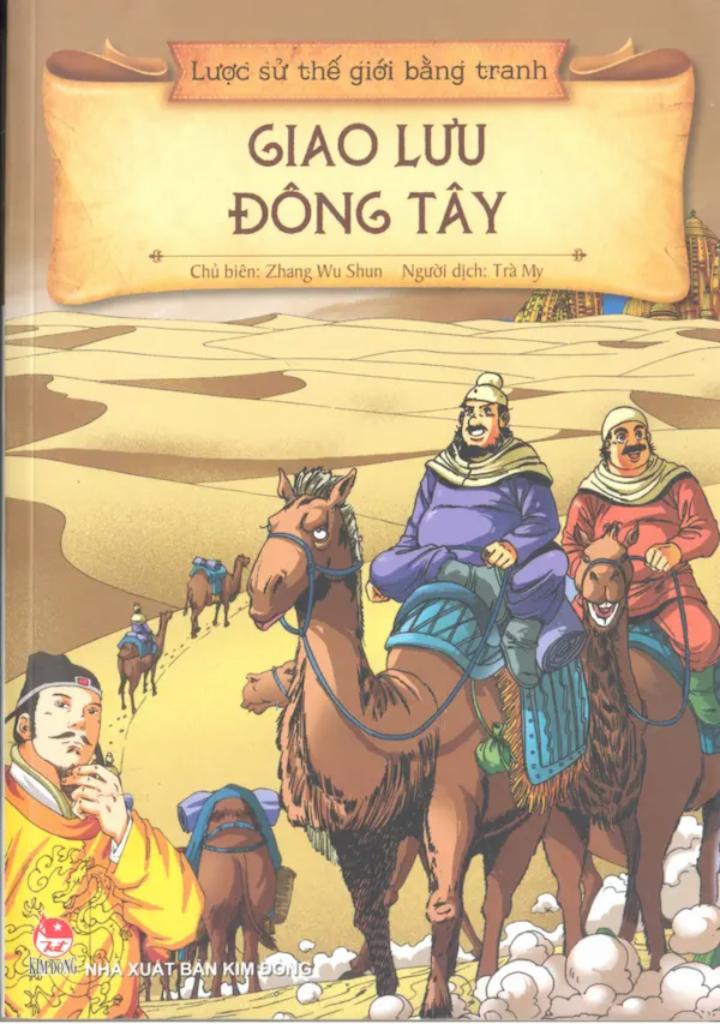 Lược sử thế giới bằng tranh
GIAO LƯU
ĐÔNG TÂY
Chủ biên: Zhang Wu Shun Người dịch: Trà My
KIM ĐỒNG
NHÀ XUẤT BẢN KIM ĐỒNG